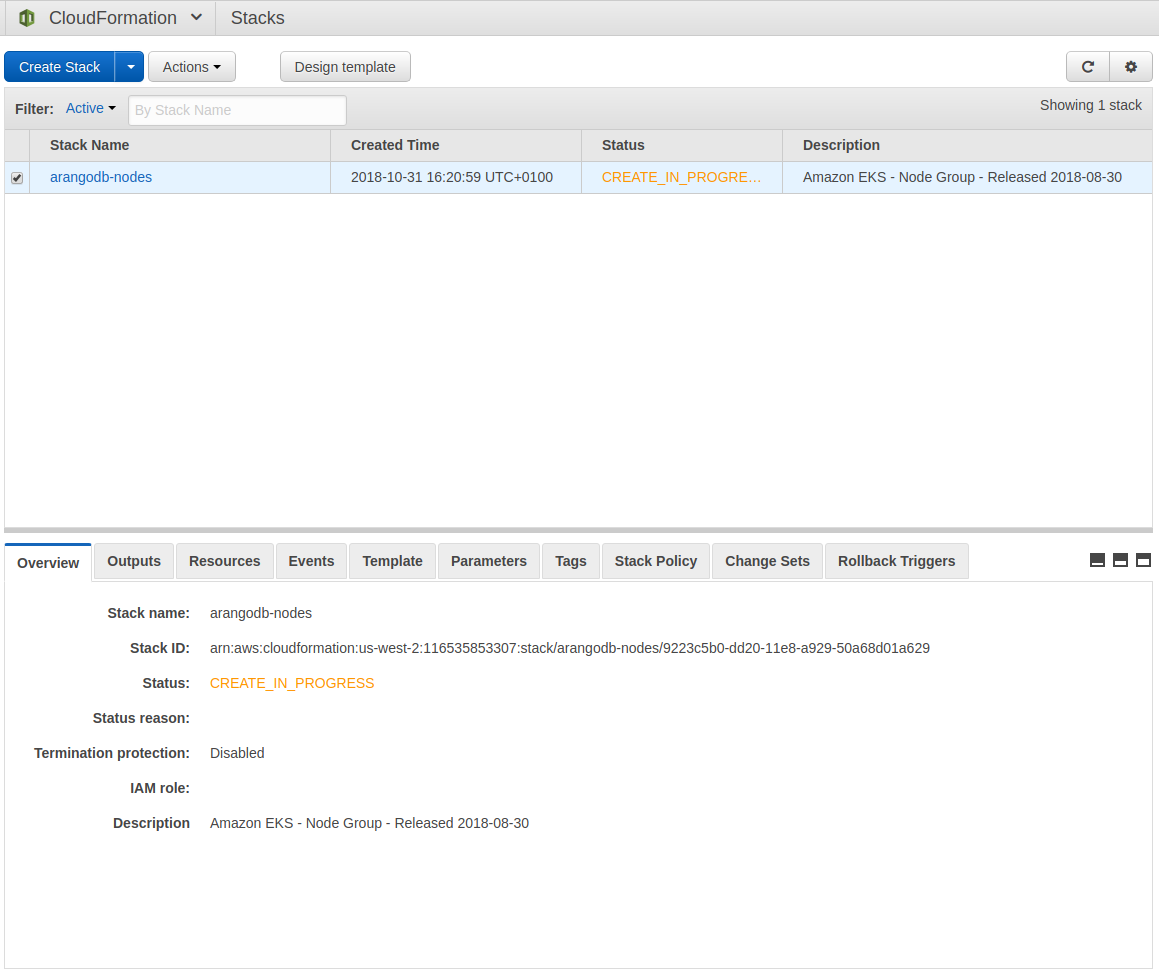 CloudFormation Stacks
Create Stack Actions Design template
Filter: Active By Stack Name Showing 1 stack
Stack Name Created Time Status Description
arangodb-nodes 2018-10-31 16:20:59 UTC+0100 CREATE_IN_PROGRE… Amazon EKS - Node Group - Released 2018-08-30
Overview Outputs Resources Events Template Parameters Tags Stack Policy Change Sets Rollback Triggers
Stack name: arangodb-nodes
Stack ID: arn:aws:cloudformation:us-west-2:116535853307:stack/arangodb-nodes/9223c5b0-dd20-11e8-a929-50a68d01a629
Status: CREATE_IN_PROGRESS
Status reason:
Termination protection: Disabled
IAM role:
Description Amazon EKS - Node Group - Released 2018-08-30